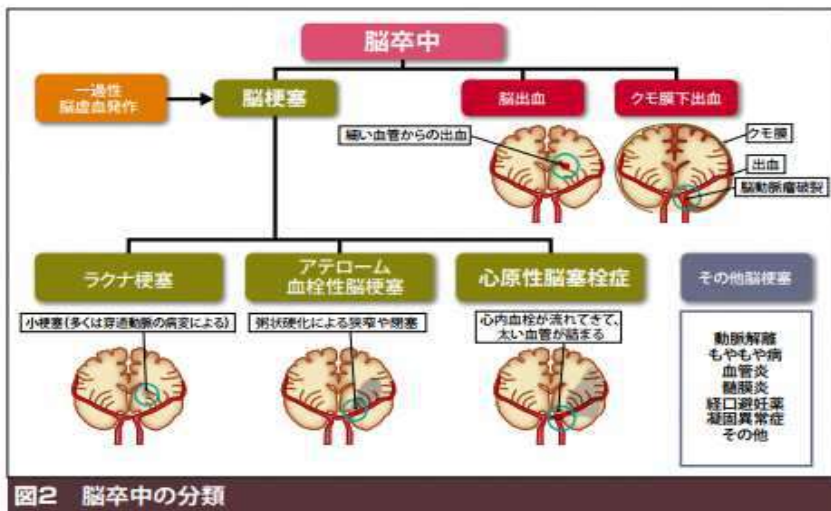 脳卒中
一過性
脳虚血発作
脳梗塞
脳出血
クモ膜下出血
細い血管からの出血
クモ膜
出血
脳動脈瘤破裂
ラクナ梗塞
アテローム
血栓性脳梗塞
心原性脳塞栓症
その他脳梗塞
小梗塞(多くは穿通動脈の病変による)
粥状硬化による狭窄や閉塞
心内血栓が流れてきて、
太い血管が詰まる
動脈解離
もやもや病
血管炎
髄膜炎
経口避妊薬
凝固異常症
その他
図2 脳卒中の分類